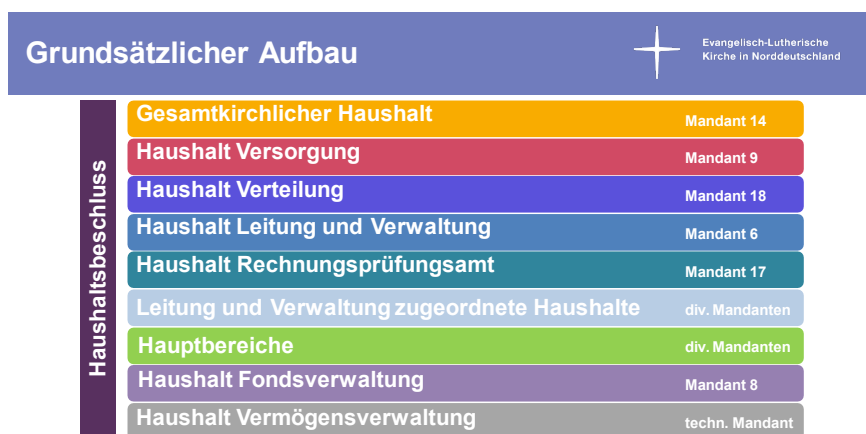 Grundsätzlicher Aufbau
Evangelisch-Lutherische
Kirche in Norddeutschland
Haushaltsbeschluss
Gesamtkirchlicher Haushalt Mandant 14
Haushalt Versorgung Mandant 9
Haushalt Verteilung Mandant 18
Haushalt Leitung und Verwaltung Mandant 6
Haushalt Rechnungsprüfungsamt Mandant 17
Leitung und Verwaltung zugeordnete Haushalte div. Mandanten
Hauptbereiche div. Mandanten
Haushalt Fondsverwaltung Mandant 8
Haushalt Vermögensverwaltung techn. Mandant